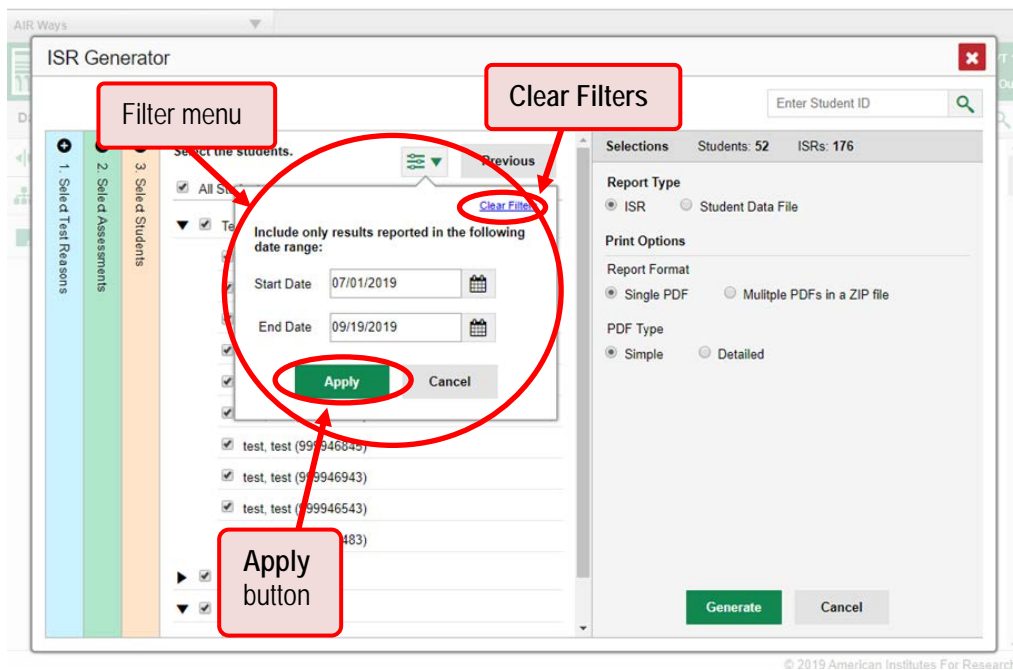 AIR Ways
ISR Generator
Filter menu
Clear Filters
Enter Student ID
1. Select Test Reasons
2. Select Assessments
3. Select Students
Select the students.
Previous
All
Clear
Include only results reported in the following
date range:
Start Date 07/01/2019
End Date 09/19/2019
Apply Cancel
test, test (999946845)
test, test (999946943)
test, test (999946543)
483)
Apply
button
Selections Students: 52 ISRs: 176
Report Type
ISR Student Data File
Print Options
Report Format
Single PDF Mulitple PDFs in a ZIP file
PDF Type
Simple Detailed
Generate Cancel
© 2019 American Institutes For Research